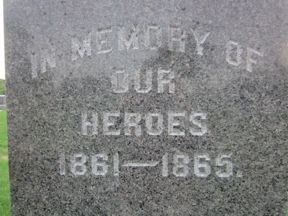 IN MEMORY OF
OUR
HEROES
1861—1865.